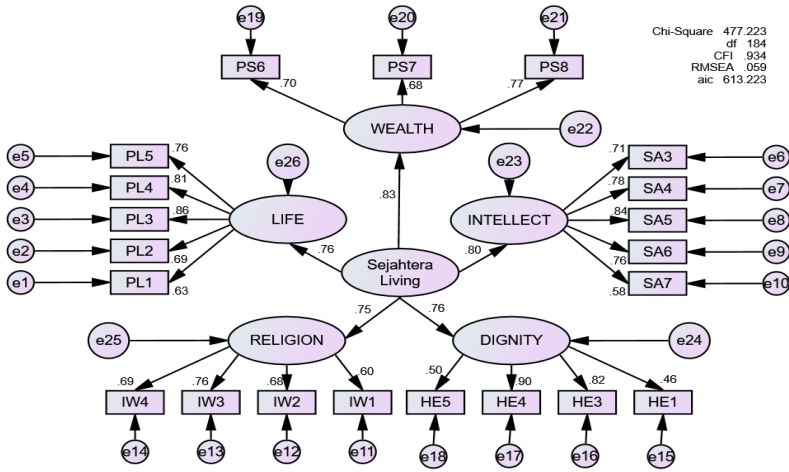 e19
e20
e21
Chi-Square 477.223
df 184
CFI .934
RMSEA .059
aic 613.223
PS6
PS7
PS8
.70
.68
.77
WEALTH
e22
e5
PL5
.76
e4
PL4
.81
e3
PL3
.86
e2
PL2
.69
e1
PL1
.63
e26
LIFE
.83
e23
INTELLECT
.71
SA3
e6
.78
SA4
e7
.84
SA5
e8
SA6
e9
.76
SA7
e10
.58
.76
Sejahtera
Living
.80
.75
.76
e25
RELIGION
DIGNITY
e24
.69
.76
.68
.60
.50
.90
.82
.46
IW4
IW3
IW2
IW1
HE5
HE4
HE3
HE1
e14
e13
e12
e11
e18
e17
e16
e15